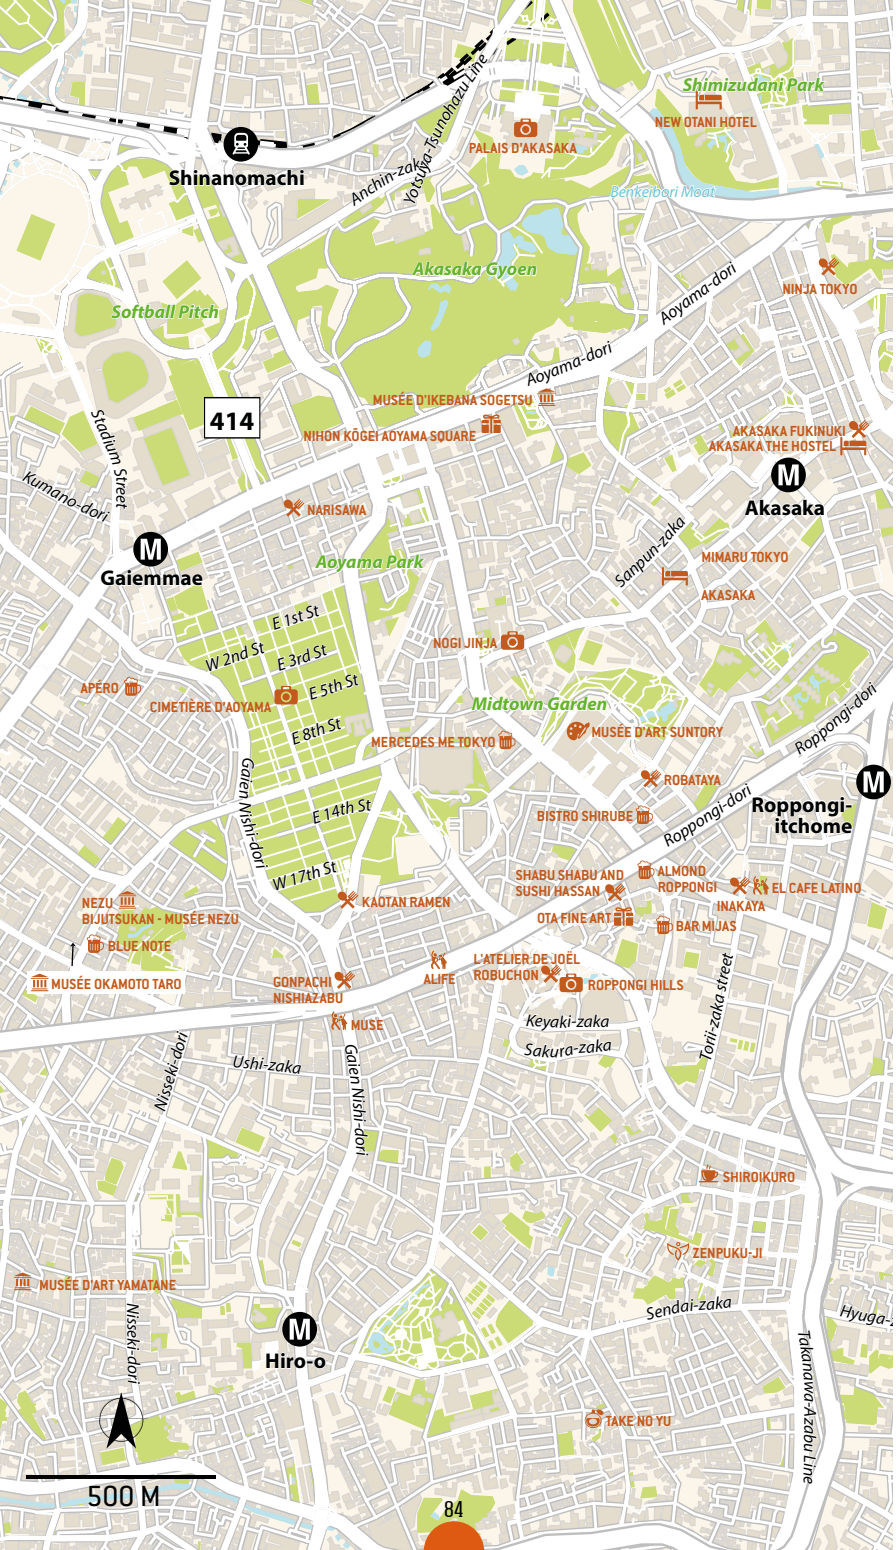 Shimizudani Park
NEW OTANI HOTEL
PALAIS D'AKASAKA
Yotsuya-Tsunohazu Line
Anchin-zak
Shinanomachi
Benkeibori Moat
Akasaka Gyoen
Aoyama-dori
NINJA TOKYO
Softball Pitch
Aoyama-dori
MUSÉE D'IKEBANA SOGETSU
414
NIHON KŌGEI AOYAMA SQUARE
AKASAKA FUKINUKI
AKASAKA THE HOSTEL
Stadium Street
Kumano-dori
M
Akasaka
NARISAWA
M
Gaiemmae
Sanpun-zaka
MIMARU TOKYO
AKASAKA
Aoyama Park
E 1st St
W 2nd St
E 3rd St
NOGI JINJA
E 5th St
APÉRO
CIMETIÈRE D'AOYAMA
Midtown Garden
E 8th St
MERCEDES ME TOKYO
MUSÉE D'ART SUNTORY
Roppongi-dori
ROBATAYA
M
Roppongi-
itchome
Gaien Nishi-dori
E 14th St
BISTRO SHIRUBE
Roppongi-dori
W 17th St
SHABU SHABU AND
SUSHI HASSAN
ALMOND
ROPPONGI
EL CAFE LATINO
INAKAYA
KAOTAN RAMEN
NEZU
BIJUTSUKAN - MUSÉE NEZU
OTA FINE ART
BAR MIJAS
BLUE NOTE
MUSÉE OKAMOTO TARO
GONPACHI
NISHIAZABU
ALIFE
L'ATELIER DE JOËL
ROBUCHON
ROPPONGI HILLS
MUSE
Keyaki-zaka
Sakura-zaka
Torii-zaka street
Nisseki-dori
Ushi-zaka
Gaien Nishi-dori
SHIROIKURO
ZENPUKU-JI
MUSÉE D'ART YAMATANE
Nisseki-dori
M
Hiro-o
Sendai-zaka
Hyuga-z
Takanawa-Azabu Line
TAKE NO YU
500 M
84